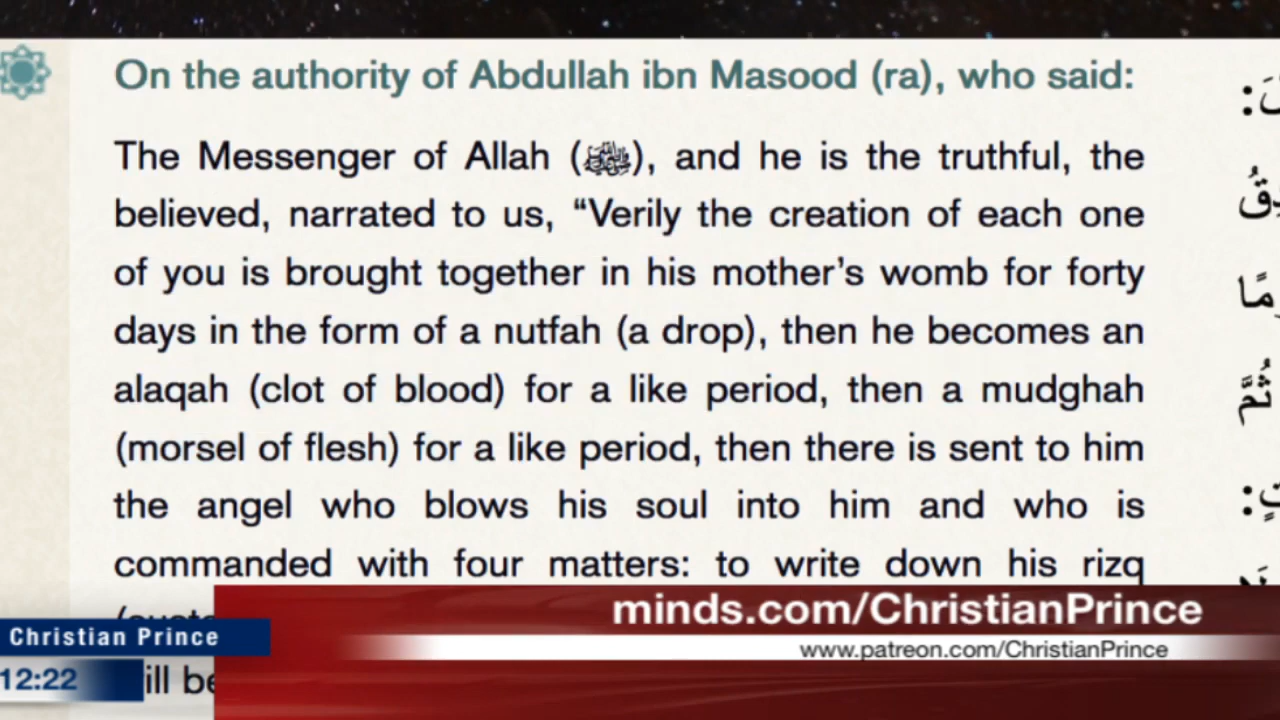 On the authority of Abdullah ibn Masood (ra), who said:
The Messenger of Allah (ﷺ), and he is the truthful, the
believed, narrated to us, “Verily the creation of each one
of you is brought together in his mother’s womb for forty
days in the form of a nutfah (a drop), then he becomes an
alaqah (clot of blood) for a like period, then a mudghah
(morsel of flesh) for a like period, then there is sent to him
the angel who blows his soul into him and who is
commanded with four matters: to write down his rizq
minds.com/ChristianPrince
Christian Prince
www.patreon.com/ChristianPrince
12:22
ثُمَّ